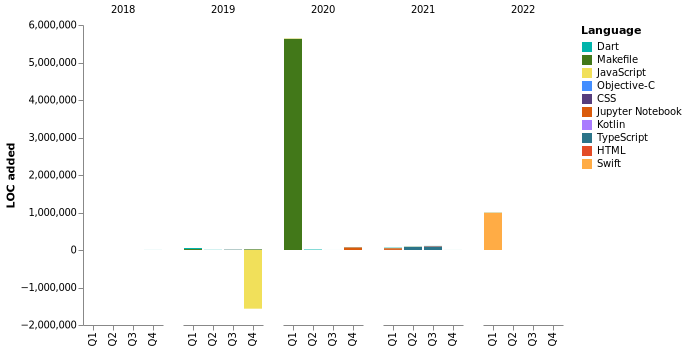 2018 2019 2020 2021 2022
6,000,000
5,000,000
4,000,000
3,000,000
2,000,000
1,000,000
0
−1,000,000
−2,000,000
LOC added
Q1 Q2 Q3 Q4 Q1 Q2 Q3 Q4 Q1 Q2 Q3 Q4 Q1 Q2 Q3 Q4 Q1 Q2 Q3 Q4
Language
Dart
Makefile
JavaScript
Objective-C
CSS
Jupyter Notebook
Kotlin
TypeScript
HTML
Swift